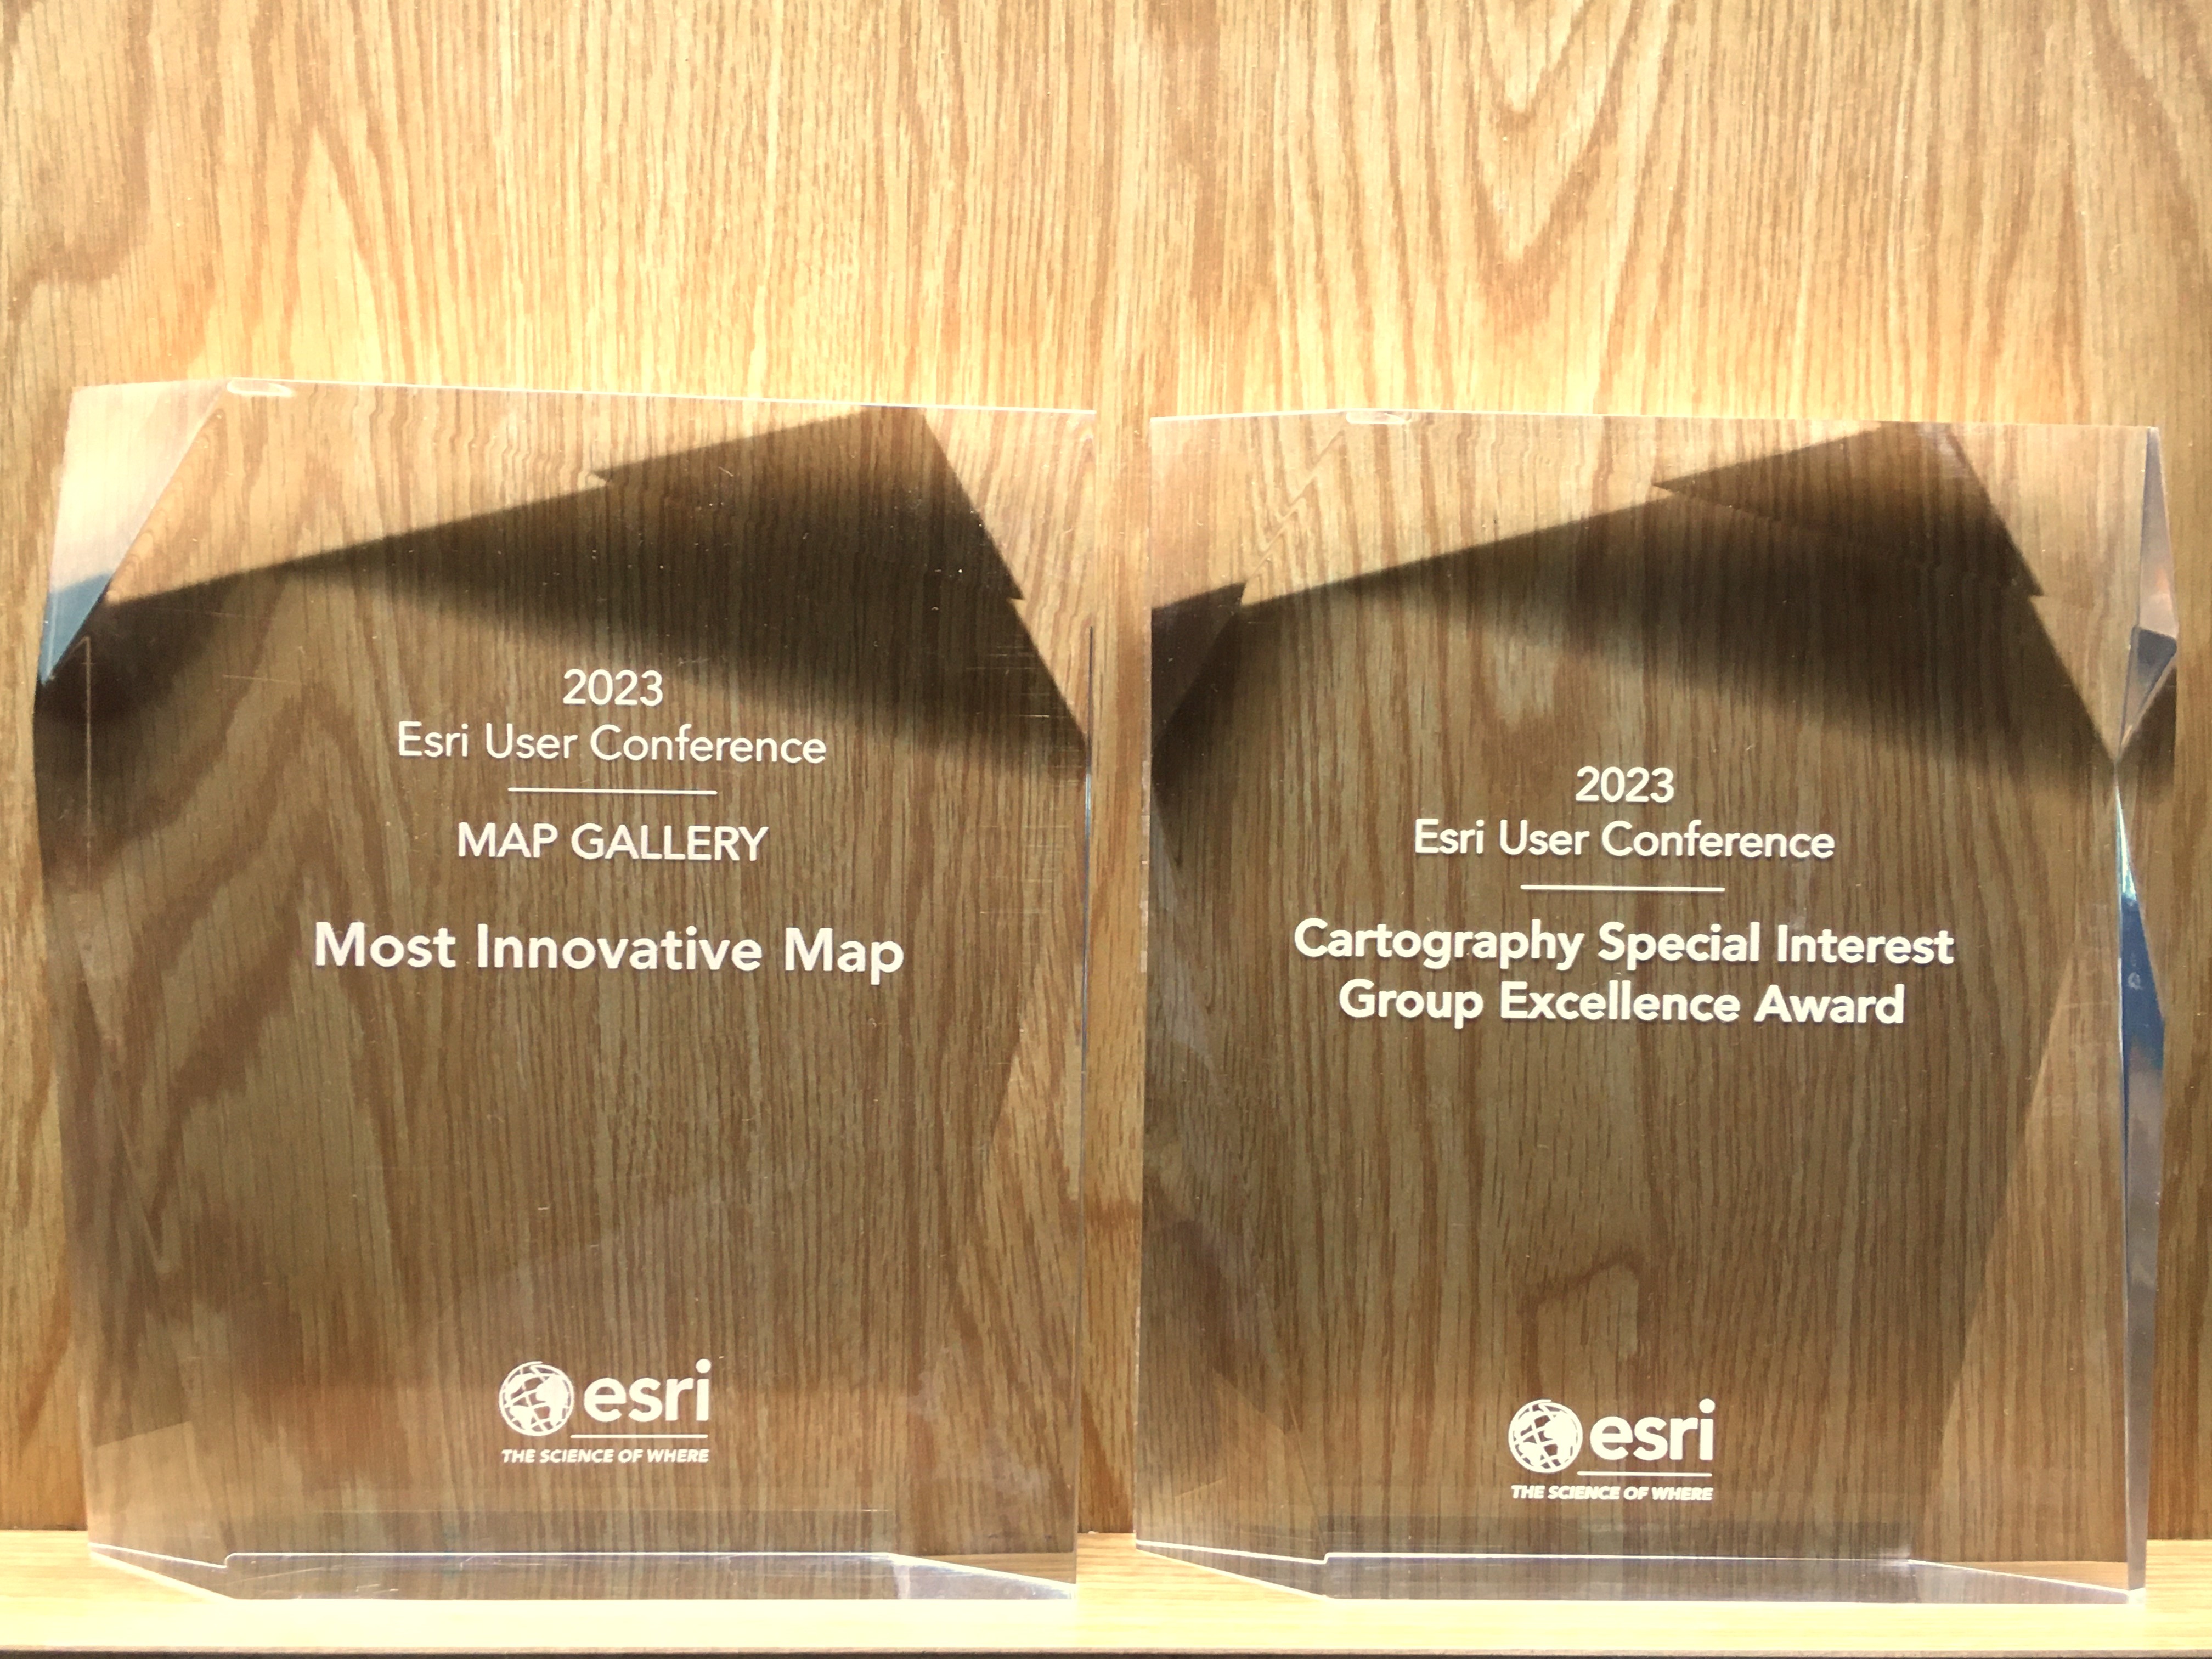 2023
Esri User Conference
MAP GALLERY
Most Innovative Map
esri
THE SCIENCE OF WHERE
2023
Esri User Conference
Cartography Special Interest
Group Excellence Award
esri
THE SCIENCE OF WHERE